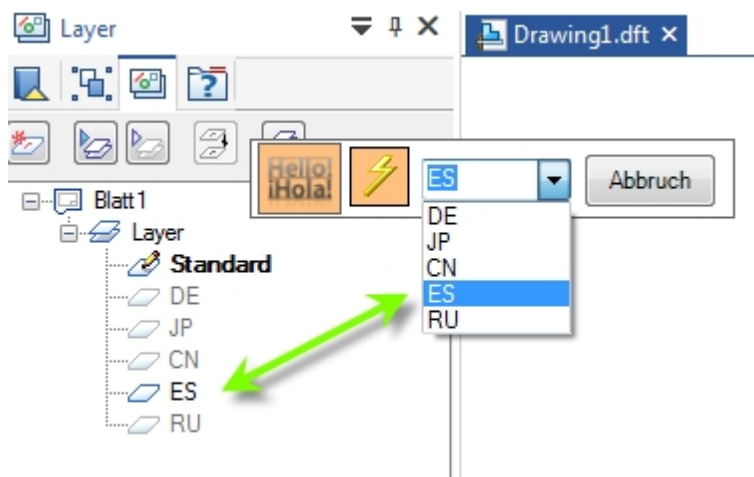 Layer
Drawing1.dft
Hello!
¡Hola!
ES
Abbruch
DE
JP
CN
ES
RU
Blatt1
Layer
Standard
DE
JP
CN
ES
RU